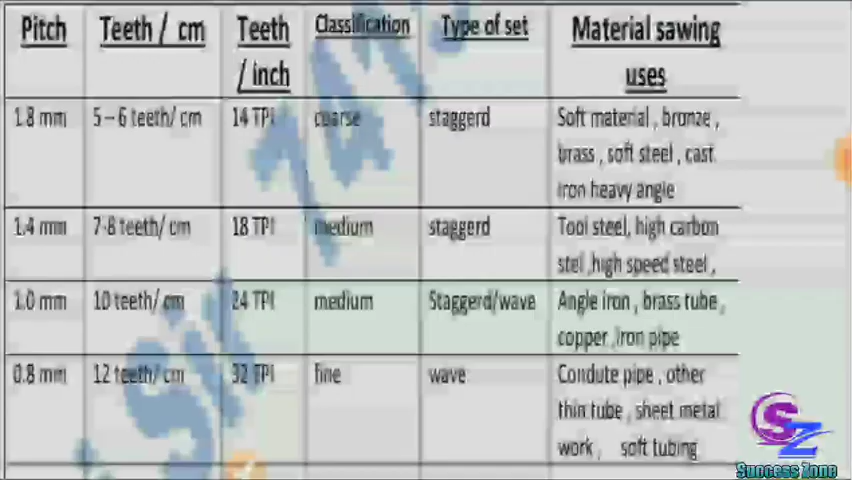 Pitch Teeth / cm Teeth / inch Classification Type of set Material sawing uses
1.8 mm 5 – 6 teeth/ cm 14 TPI coarse staggerd Soft material , bronze ,
brass , soft steel , cast
iron heavy angle
1.4 mm 7-8 teeth/ cm 18 TPI medium staggerd Tool steel, high carbon
stel ,high speed steel ,
1.0 mm 10 teeth/ cm 24 TPI medium Staggerd/wave Angle iron , brass tube ,
copper ,iron pipe
0.8 mm 12 teeth/ cm 32 TPI fine wave Condute pipe , other
thin tube , sheet metal
work , soft tubing
SZ
Success Zone